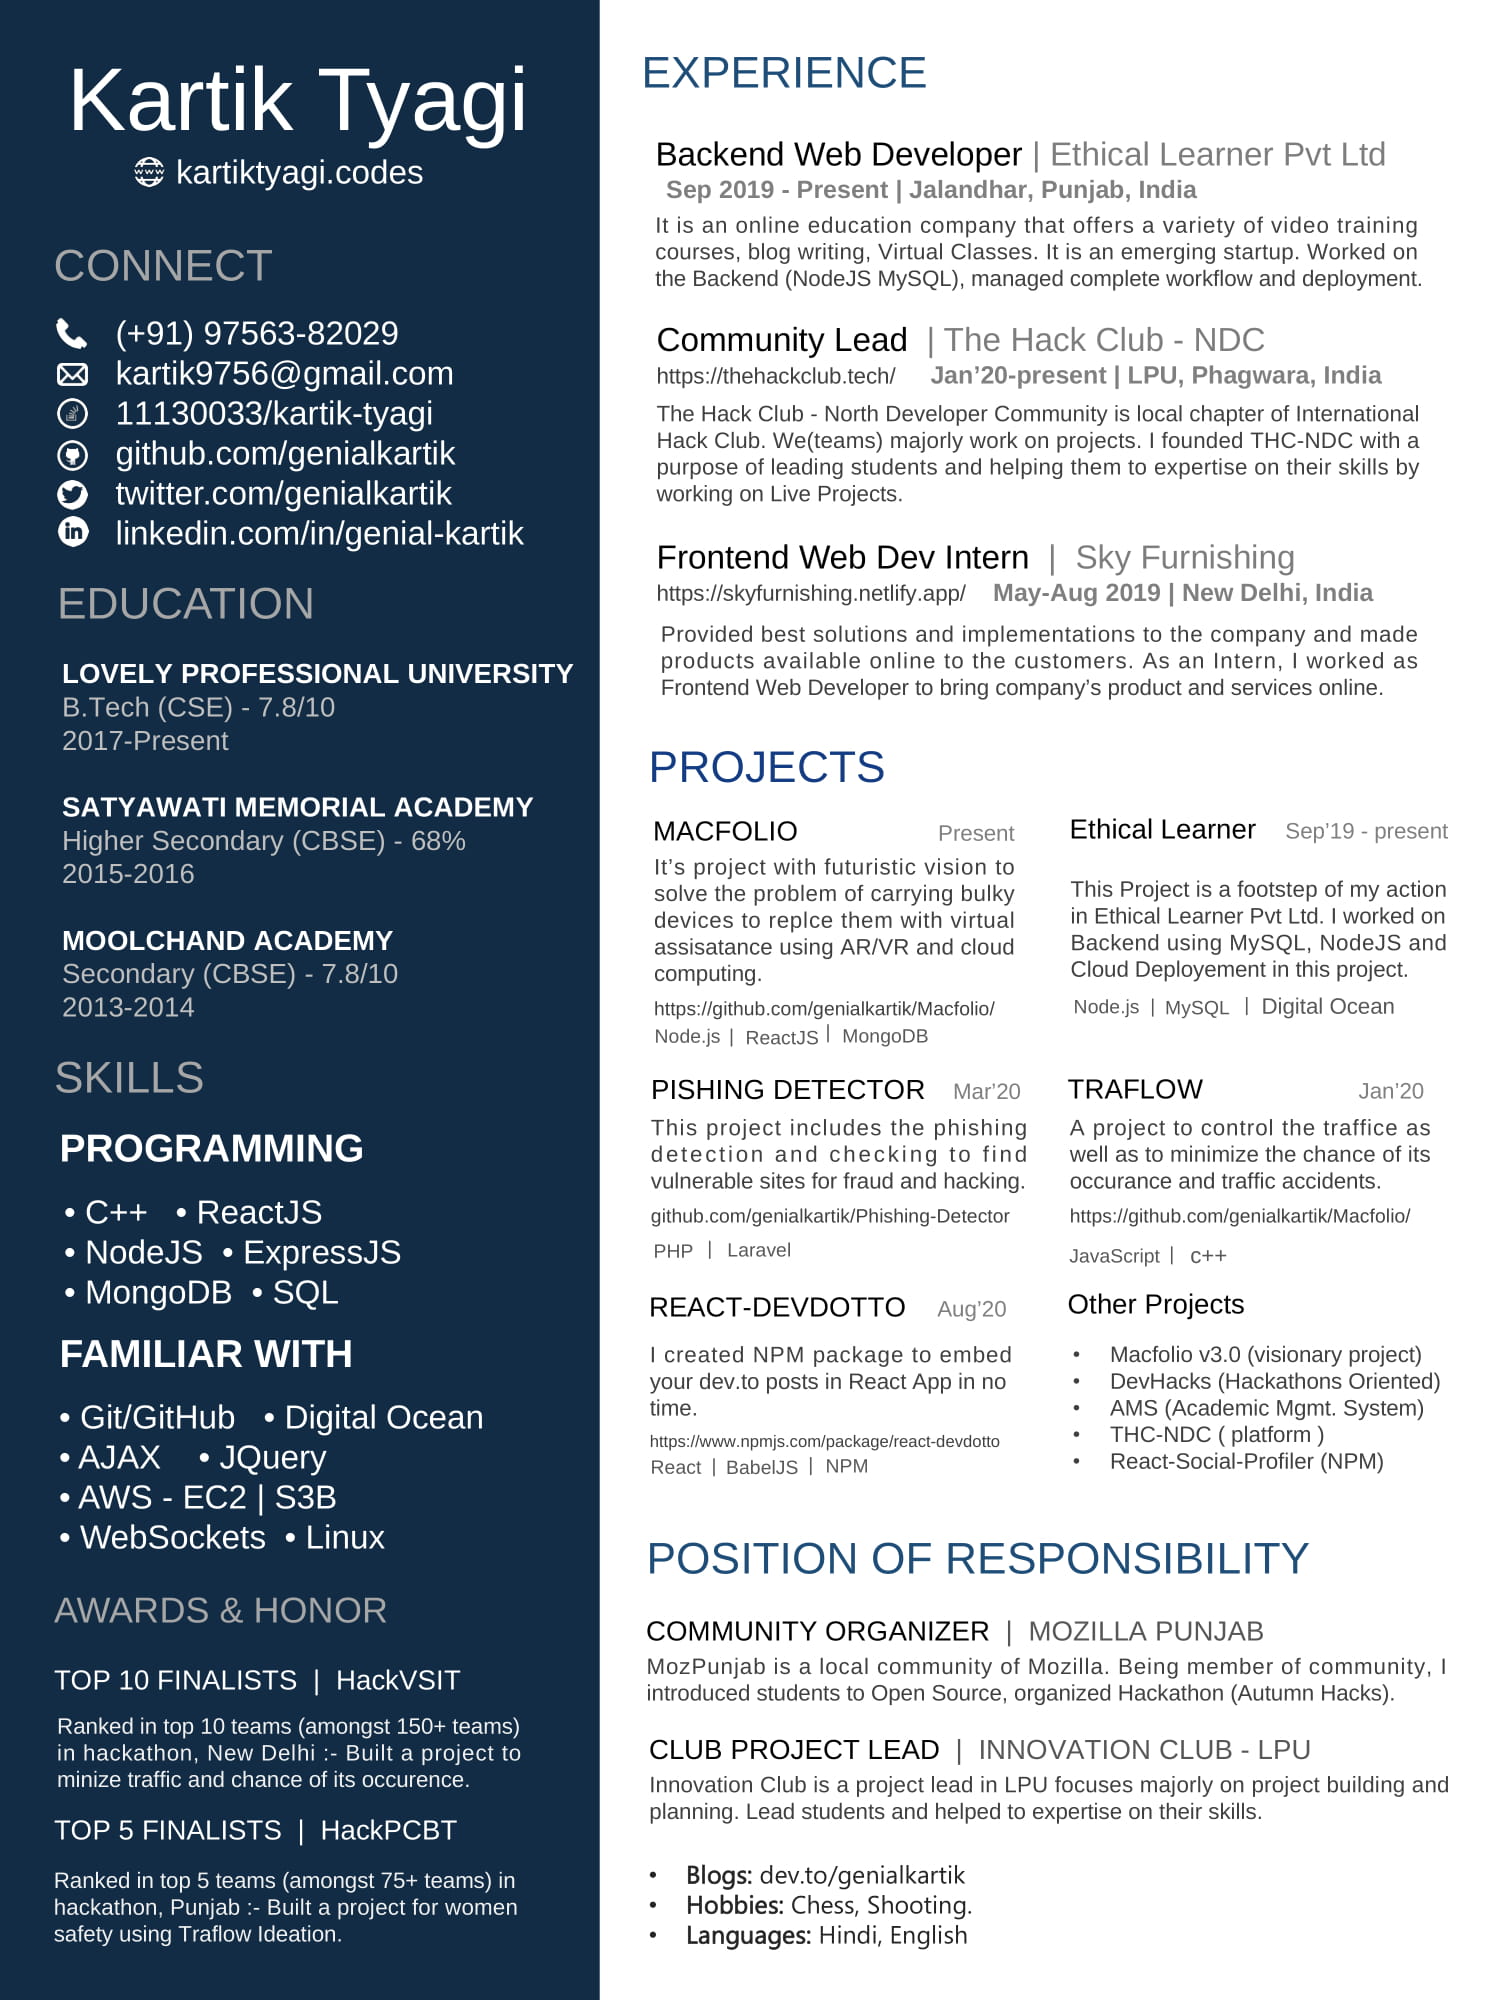 Kartik Tyagi
kartiktyagi.codes
CONNECT
(+91) 97563-82029
kartik9756@gmail.com
11130033/kartik-tyagi
github.com/genialkartik
twitter.com/genialkartik
linkedin.com/in/genial-kartik
EDUCATION
LOVELY PROFESSIONAL UNIVERSITY
B.Tech (CSE) - 7.8/10
2017-Present
SATYAWATI MEMORIAL ACADEMY
Higher Secondary (CBSE) - 68%
2015-2016
MOOLCHAND ACADEMY
Secondary (CBSE) - 7.8/10
2013-2014
SKILLS
PROGRAMMING
• C++ • ReactJS
• NodeJS • ExpressJS
• MongoDB • SQL
FAMILIAR WITH
• Git/GitHub • Digital Ocean
• AJAX • JQuery
• AWS - EC2 | S3B
• WebSockets • Linux
AWARDS & HONOR
TOP 10 FINALISTS | HackVSIT
Ranked in top 10 teams (amongst 150+ teams)
in hackathon, New Delhi :- Built a project to
minize traffic and chance of its occurence.
TOP 5 FINALISTS | HackPCBT
Ranked in top 5 teams (amongst 75+ teams) in
hackathon, Punjab :- Built a project for women
safety using Traflow Ideation.
EXPERIENCE
Backend Web Developer | Ethical Learner Pvt Ltd
Sep 2019 - Present | Jalandhar, Punjab, India
It is an online education company that offers a variety of video training
courses, blog writing, Virtual Classes. It is an emerging startup. Worked on
the Backend (NodeJS MySQL), managed complete workflow and deployment.
Community Lead | The Hack Club - NDC
https://thehackclub.tech/ Jan’20-present | LPU, Phagwara, India
The Hack Club - North Developer Community is local chapter of International
Hack Club. We(teams) majorly work on projects. I founded THC-NDC with a
purpose of leading students and helping them to expertise on their skills by
working on Live Projects.
Frontend Web Dev Intern | Sky Furnishing
https://skyfurnishing.netlify.app/ May-Aug 2019 | New Delhi, India
Provided best solutions and implementations to the company and made
products available online to the customers. As an Intern, I worked as
Frontend Web Developer to bring company’s product and services online.
PROJECTS
MACFOLIO Present
It’s project with futuristic vision to
solve the problem of carrying bulky
devices to replce them with virtual
assisatance using AR/VR and cloud
computing.
https://github.com/genialkartik/Macfolio/
Node.js | ReactJS | MongoDB
Ethical Learner Sep’19 - present
This Project is a footstep of my action
in Ethical Learner Pvt Ltd. I worked on
Backend using MySQL, NodeJS and
Cloud Deployement in this project.
Node.js | MySQL | Digital Ocean
PISHING DETECTOR Mar’20
This project includes the phishing
detection and checking to find
vulnerable sites for fraud and hacking.
github.com/genialkartik/Phishing-Detector
PHP | Laravel
TRAFLOW Jan’20
A project to control the traffice as
well as to minimize the chance of its
occurance and traffic accidents.
https://github.com/genialkartik/Macfolio/
JavaScript | c++
REACT-DEVDOTTO Aug’20
I created NPM package to embed
your dev.to posts in React App in no
time.
https://www.npmjs.com/package/react-devdotto
React | BabelJS | NPM
Other Projects
• Macfolio v3.0 (visionary project)
• DevHacks (Hackathons Oriented)
• AMS (Academic Mgmt. System)
• THC-NDC ( platform )
• React-Social-Profiler (NPM)
POSITION OF RESPONSIBILITY
COMMUNITY ORGANIZER | MOZILLA PUNJAB
MozPunjab is a local community of Mozilla. Being member of community, I
introduced students to Open Source, organized Hackathon (Autumn Hacks).
CLUB PROJECT LEAD | INNOVATION CLUB - LPU
Innovation Club is a project lead in LPU focuses majorly on project building and
planning. Lead students and helped to expertise on their skills.
• Blogs: dev.to/genialkartik
• Hobbies: Chess, Shooting.
• Languages: Hindi, English